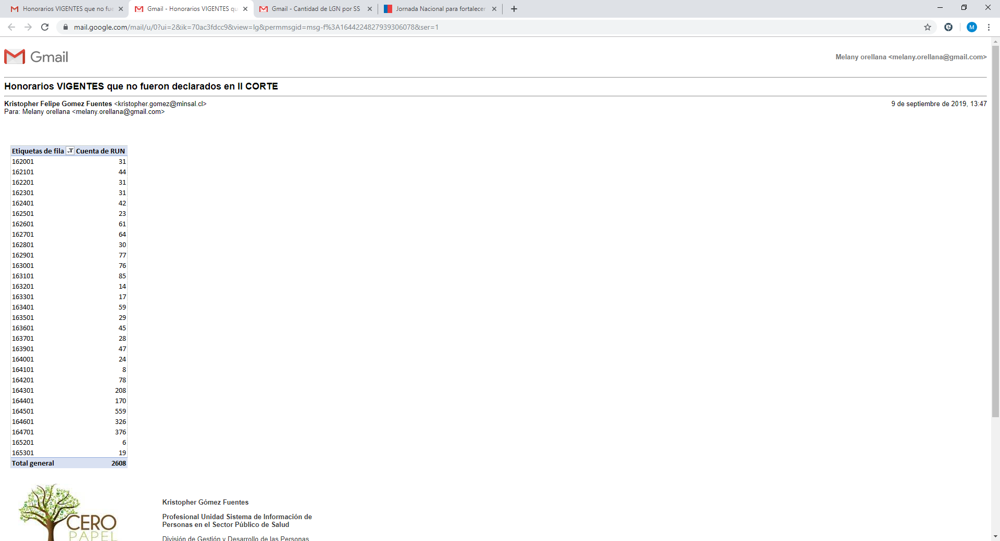 Honorarios VIGENTES que no fue
Gmail - Honorarios VIGENTES qu
Gmail - Cantidad de LGN por SS
Jornada Nacional para fortalecer
mail.google.com/mail/u/0?ui=2&ik=70ac3fdcc9&view=lg&permmsgid=msg-f%3A1644224827939306078&ser=1
M
Gmail
Melany orellana <melany.orellana@gmail.com>
Honorarios VIGENTES que no fueron declarados en II CORTE
Kristopher Felipe Gomez Fuentes <kristopher.gomez@minsal.cl>
9 de septiembre de 2019, 13:47
Para: Melany orellana <melany.orellana@gmail.com>
Etiquetas de fila Cuenta de RUN
162001 31
162101 44
162201 31
162301 31
162401 42
162501 23
162601 61
162701 64
162801 30
162901 77
163001 76
163101 85
163201 14
163301 17
163401 59
163501 29
163601 45
163701 28
163901 47
164001 24
164101 8
164201 78
164301 208
164401 170
164501 559
164601 326
164701 376
165201 6
165301 19
Total general 2608
CERO
PAPEL
Kristopher Gómez Fuentes
Profesional Unidad Sistema de Información de
Personas en el Sector Público de Salud
División de Gestión y Desarrollo de las Personas